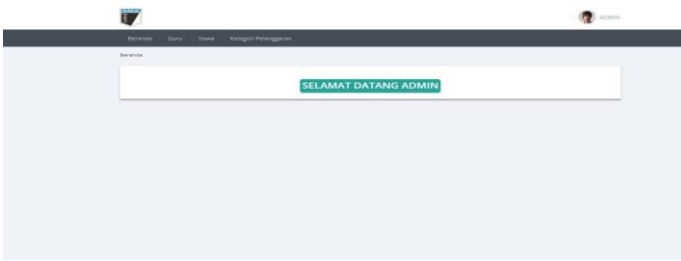 ADMIN
Beranda Guru Siswa Kategori Pelanggaran
Beranda
SELAMAT DATANG ADMIN